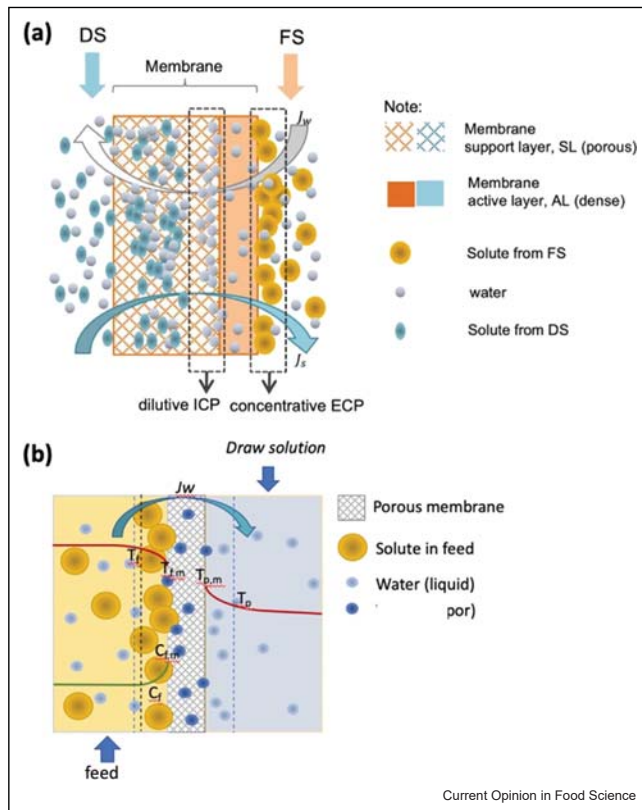 (a)
DS
FS
Membrane
Jw
Js
dilutive ICP
concentrative ECP
Note:
Membrane
support layer, SL (porous)
Membrane
active layer, AL (dense)
Solute from FS
water
Solute from DS
(b)
Draw solution
Jw
Tf
Tf,m
Tp,m
Tp
Cf,m
Cf
feed
Porous membrane
Solute in feed
Water (liquid)
por)
Current Opinion in Food Science